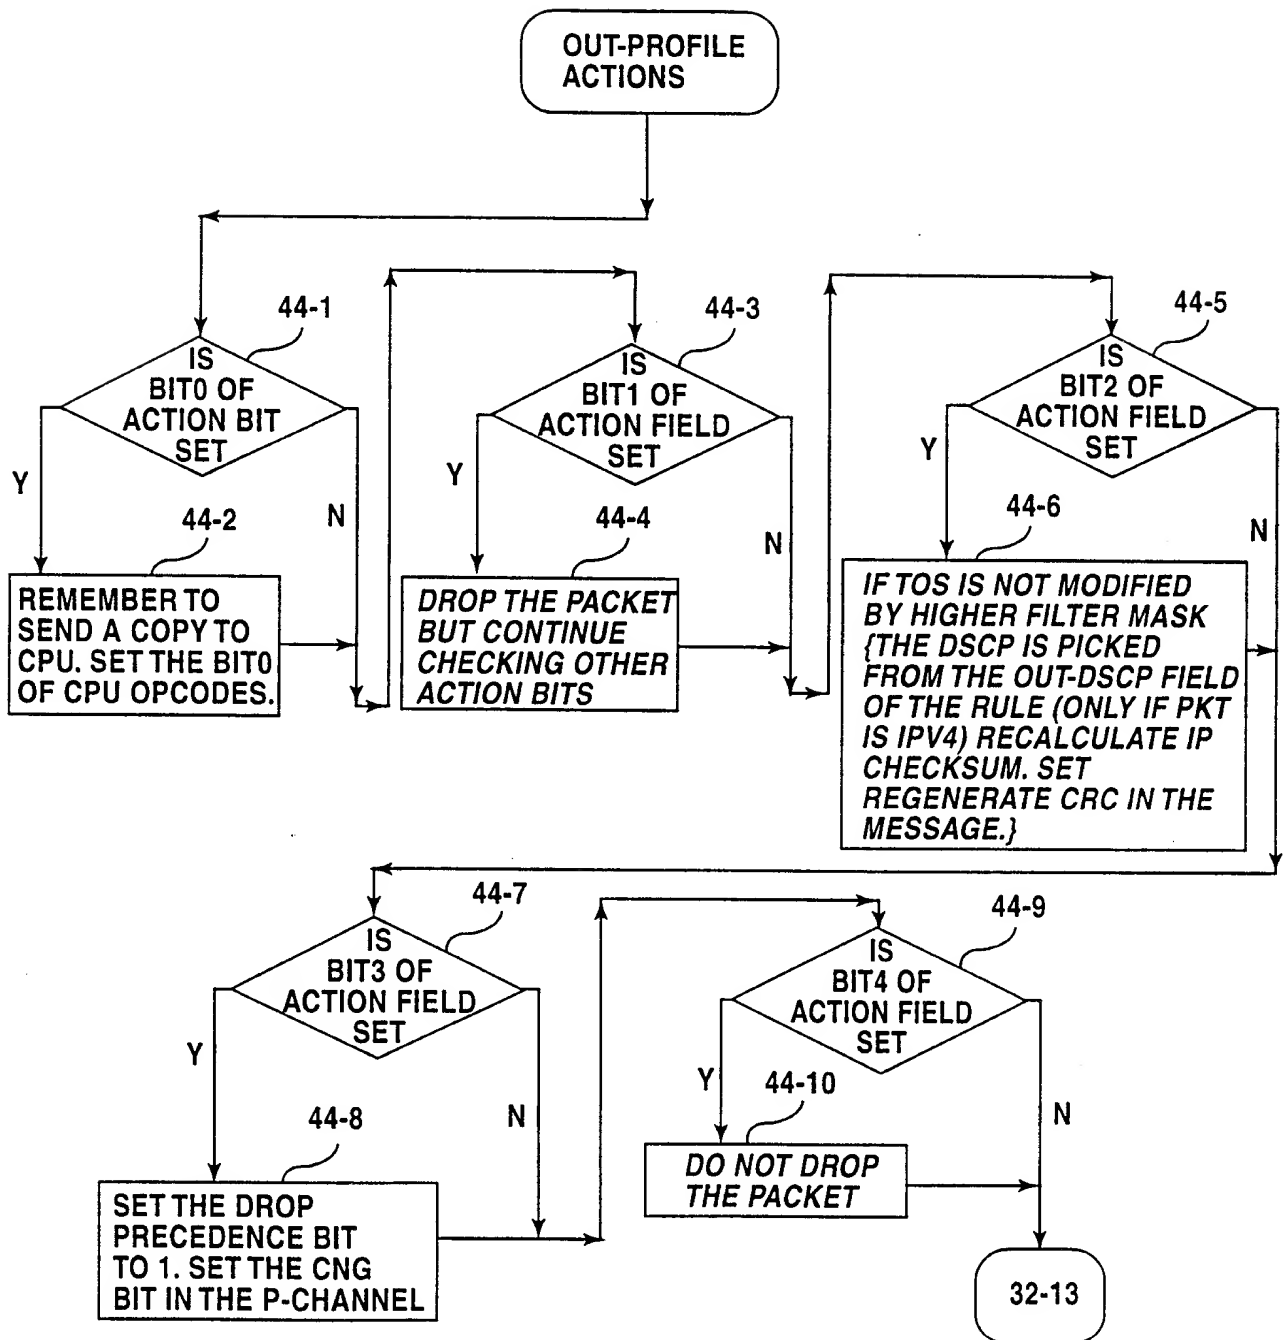 OUT-PROFILE
ACTIONS
44-1
IS
BIT0 OF
ACTION BIT
SET
Y
N
44-2
REMEMBER TO
SEND A COPY TO
CPU. SET THE BIT0
OF CPU OPCODES.
44-3
IS
BIT1 OF
ACTION FIELD
SET
Y
N
44-4
DROP THE PACKET
BUT CONTINUE
CHECKING OTHER
ACTION BITS
44-5
IS
BIT2 OF
ACTION FIELD
SET
Y
N
44-6
IF TOS IS NOT MODIFIED
BY HIGHER FILTER MASK
{THE DSCP IS PICKED
FROM THE OUT-DSCP FIELD
OF THE RULE (ONLY IF PKT
IS IPV4) RECALCULATE IP
CHECKSUM. SET
REGENERATE CRC IN THE
MESSAGE.}
44-7
IS
BIT3 OF
ACTION FIELD
SET
Y
N
44-8
SET THE DROP
PRECEDENCE BIT
TO 1. SET THE CNG
BIT IN THE P-CHANNEL
44-9
IS
BIT4 OF
ACTION FIELD
SET
Y
N
44-10
DO NOT DROP
THE PACKET
32-13